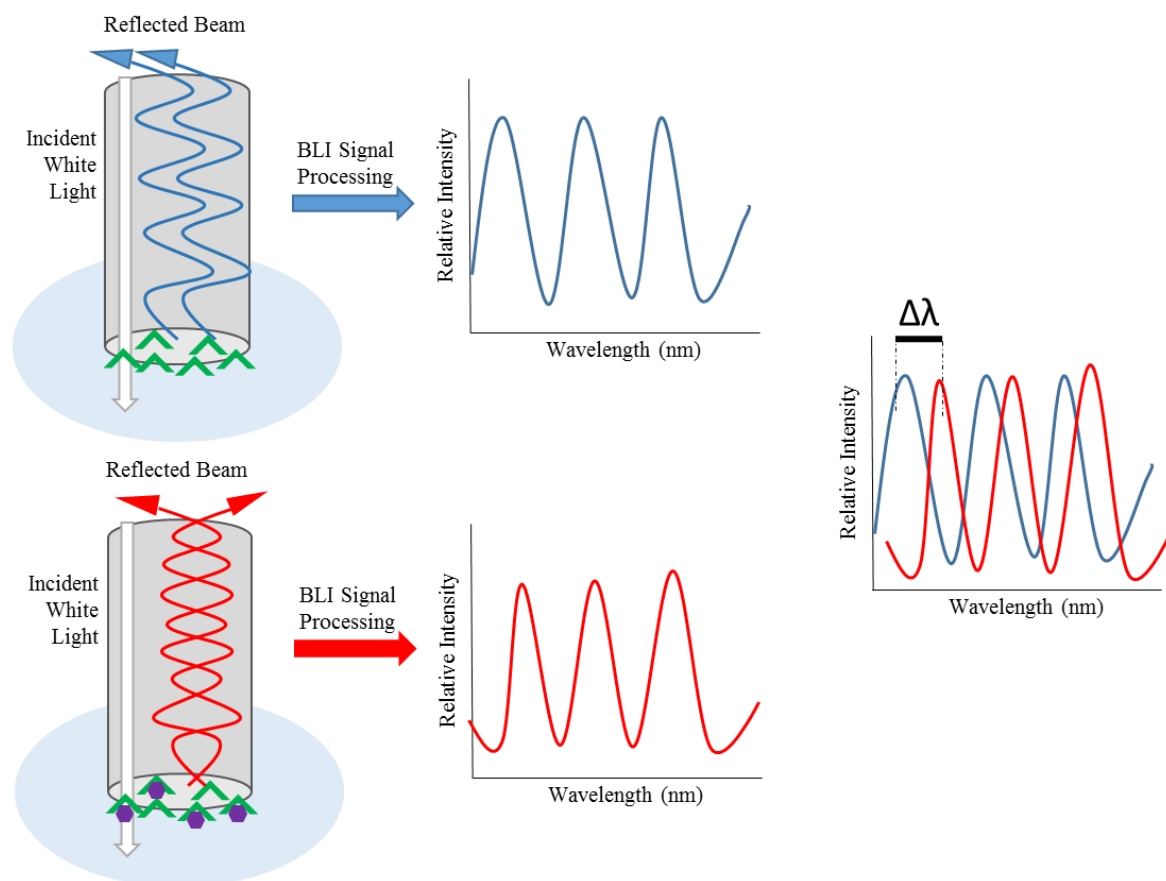 Reflected Beam
Incident
White
Light
BLI Signal
Processing
Relative Intensity
Wavelength (nm)
Δλ
Relative Intensity
Wavelength (nm)
Reflected Beam
Incident
White
Light
BLI Signal
Processing
Relative Intensity
Wavelength (nm)